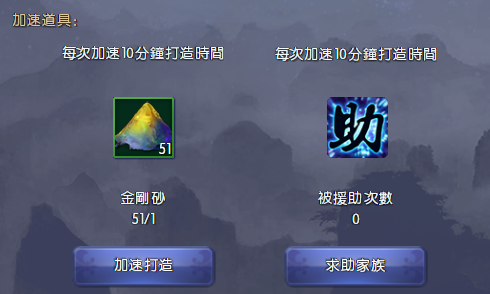 加速道具：
每次加速10分鐘打造時間
每次加速10分鐘打造時間
51
助
金剛砂
被援助次數
51/1
0
加速打造
求助家族